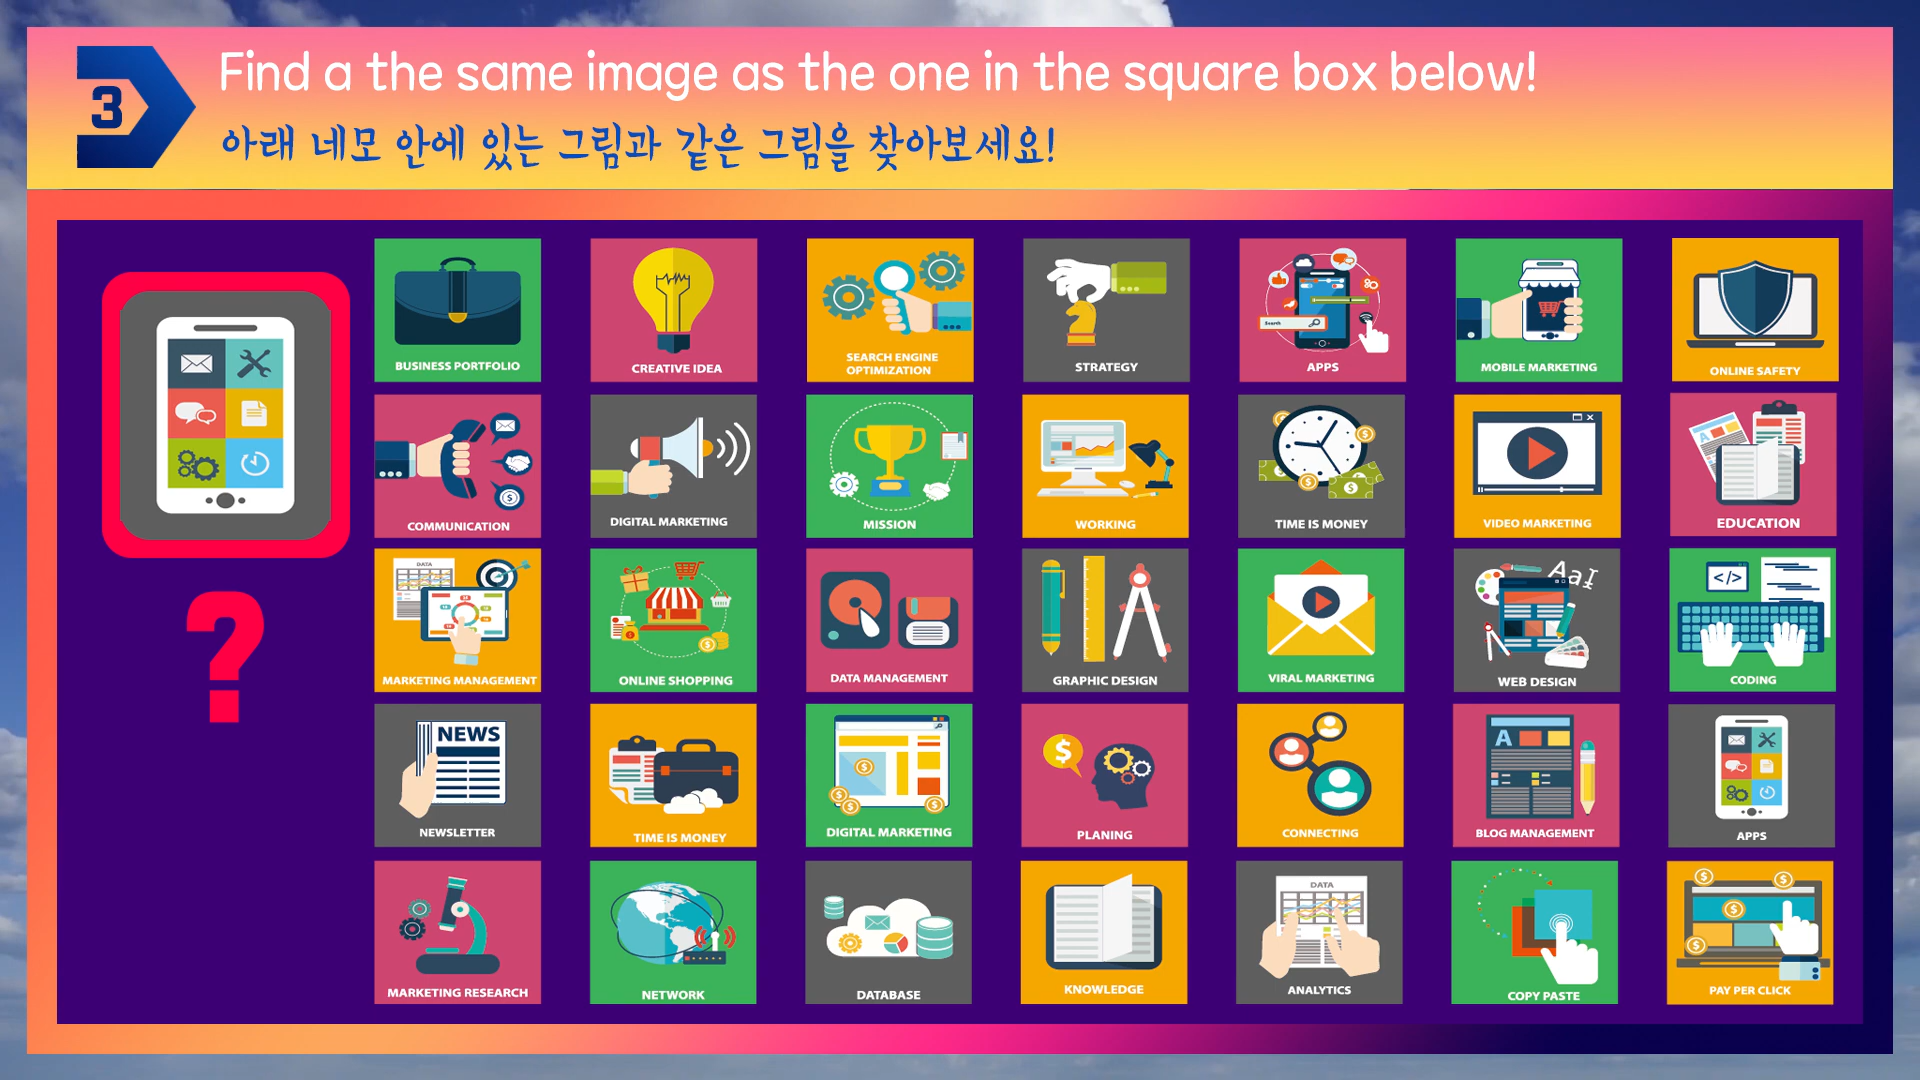 3
Find a the same image as the one in the square box below!
아래 네모 안에 있는 그림과 같은 그림을 찾아보세요!
?
BUSINESS PORTFOLIO
CREATIVE IDEA
SEARCH ENGINE
OPTIMIZATION
STRATEGY
Search
APPS
MOBILE MARKETING
ONLINE SAFETY
COMMUNICATION
DIGITAL MARKETING
MISSION
WORKING
TIME IS MONEY
VIDEO MARKETING
A
EDUCATION
DATA
MARKETING MANAGEMENT
ONLINE SHOPPING
DATA MANAGEMENT
GRAPHIC DESIGN
VIRAL MARKETING
AaI
WEB DESIGN
</>
CODING
NEWS
NEWSLETTER
TIME IS MONEY
DIGITAL MARKETING
$
PLANING
CONNECTING
A
BLOG MANAGEMENT
APPS
MARKETING RESEARCH
NETWORK
DATABASE
KNOWLEDGE
DATA
ANALYTICS
COPY PASTE
PAY PER CLICK